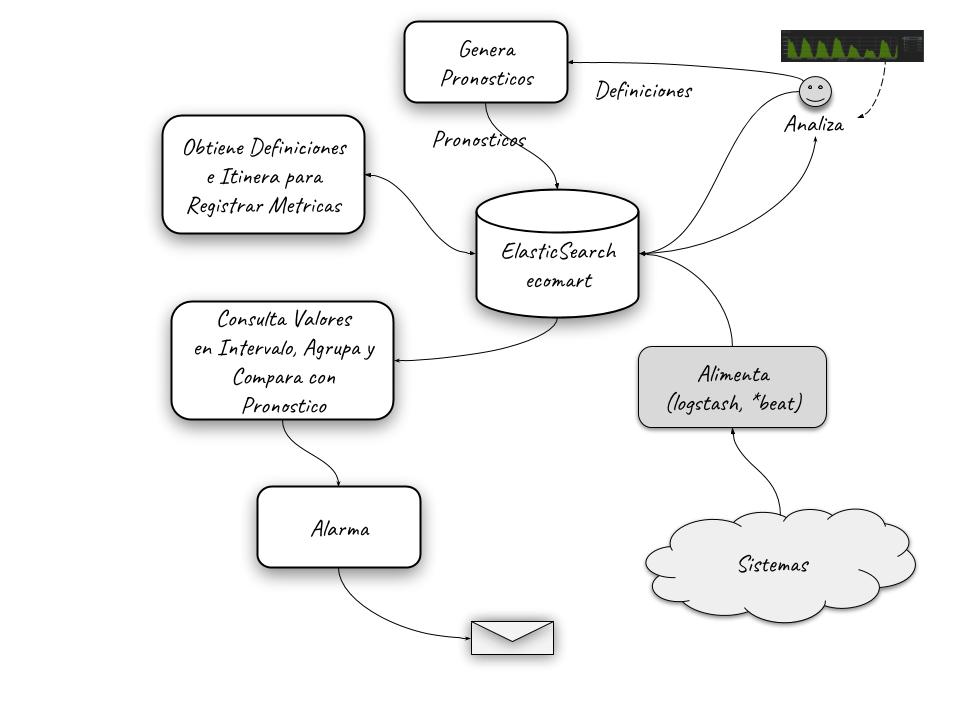 Genera
Pronosticos
Definiciones
Analiza
Pronosticos
Obtiene Definiciones
e Itinera para
Registrar Metricas
ElasticSearch
ecomart
Consulta Valores
en Intervalo, Agrupa y
Compara con
Pronostico
Alimenta
(logstash, *beat)
Alarma
Sistemas